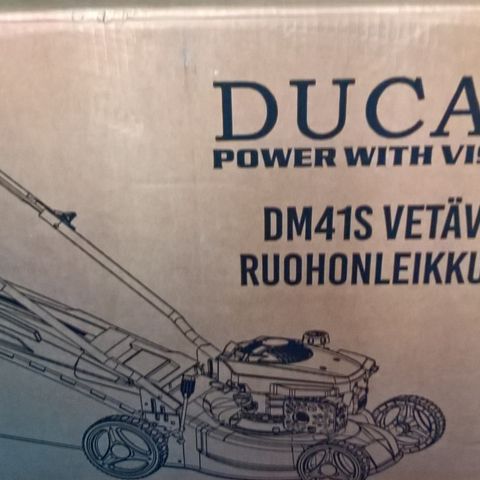 DUCA
POWER WITH VIS
DM41S VETÄV
RUOHONLEIKKU